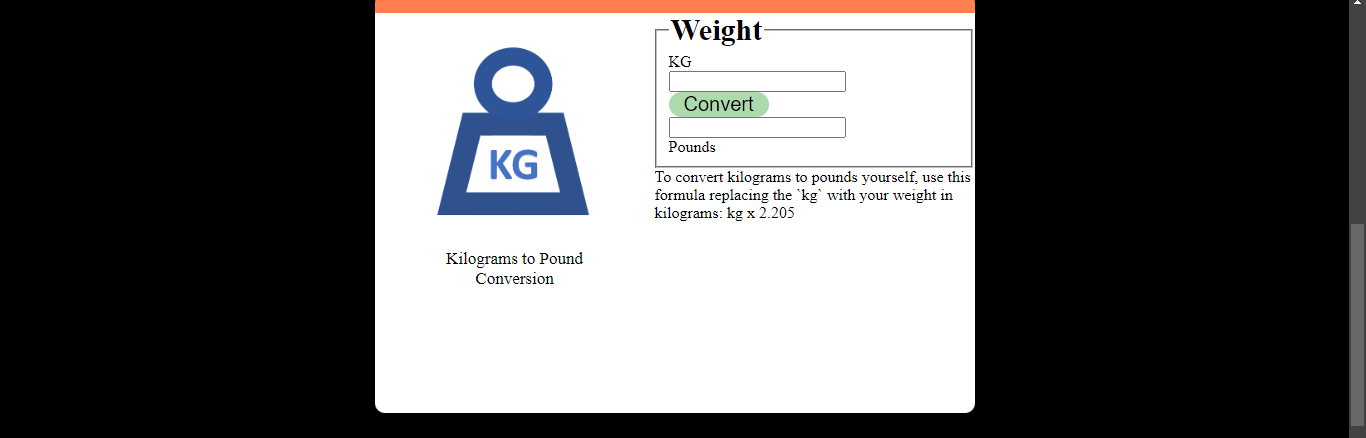 KG
Kilograms to Pound
Conversion
Weight
KG
Convert
Pounds
To convert kilograms to pounds yourself, use this
formula replacing the `kg` with your weight in
kilograms: kg x 2.205